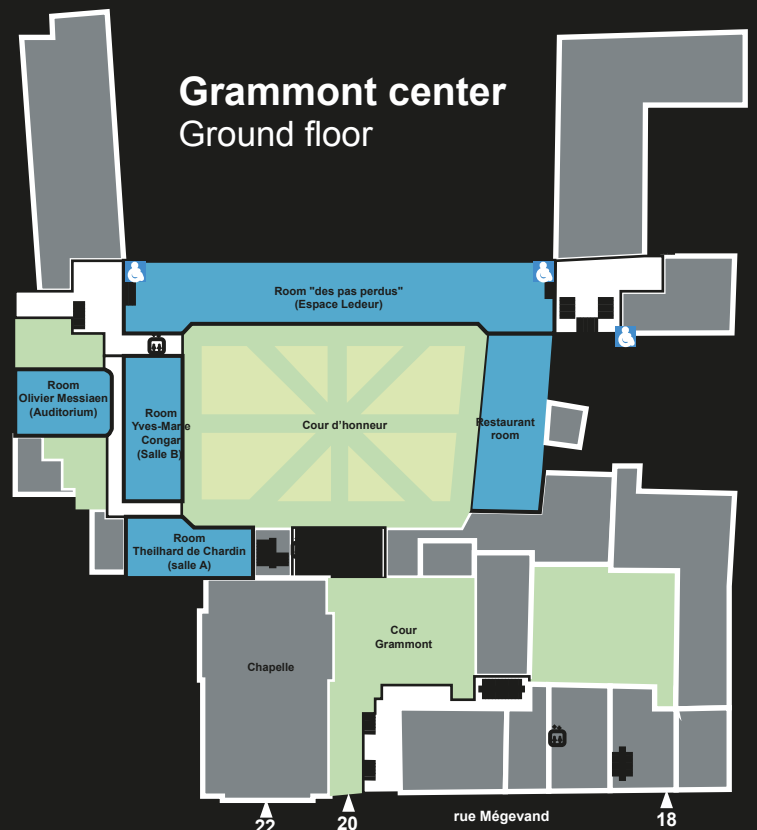 Grammont center
Ground floor
Room "des pas perdus"
(Espace Ledeur)
Room
Olivier Messiaen
(Auditorium)
Room
Yves-Marie
Congar
(Salle B)
Cour d'honneur
Restaurant
room
Room
Theilhard de Chardin
(salle A)
Cour
Grammont
Chapelle
rue Mégevand
22
20
18